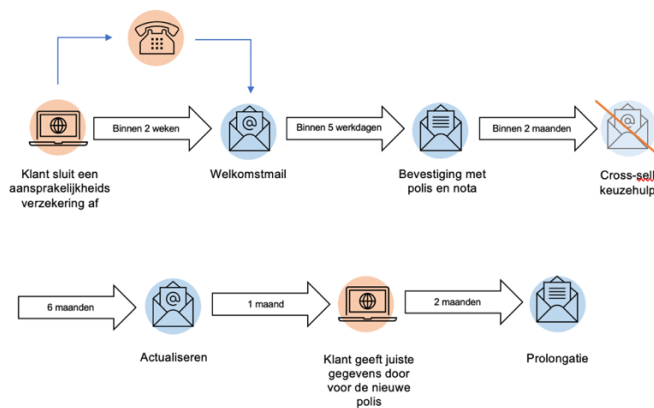 Binnen 2 weken
Binnen 5 werkdagen
Binnen 2 maanden
Klant sluit een
aansprakelijkheids
verzekering af
Welkomstmail
Bevestiging met
polis en nota
Cross-sell
keuzehulp
6 maanden
1 maand
2 maanden
Actualiseren
Klant geeft juiste
gegevens door
voor de nieuwe
polis
Prolongatie